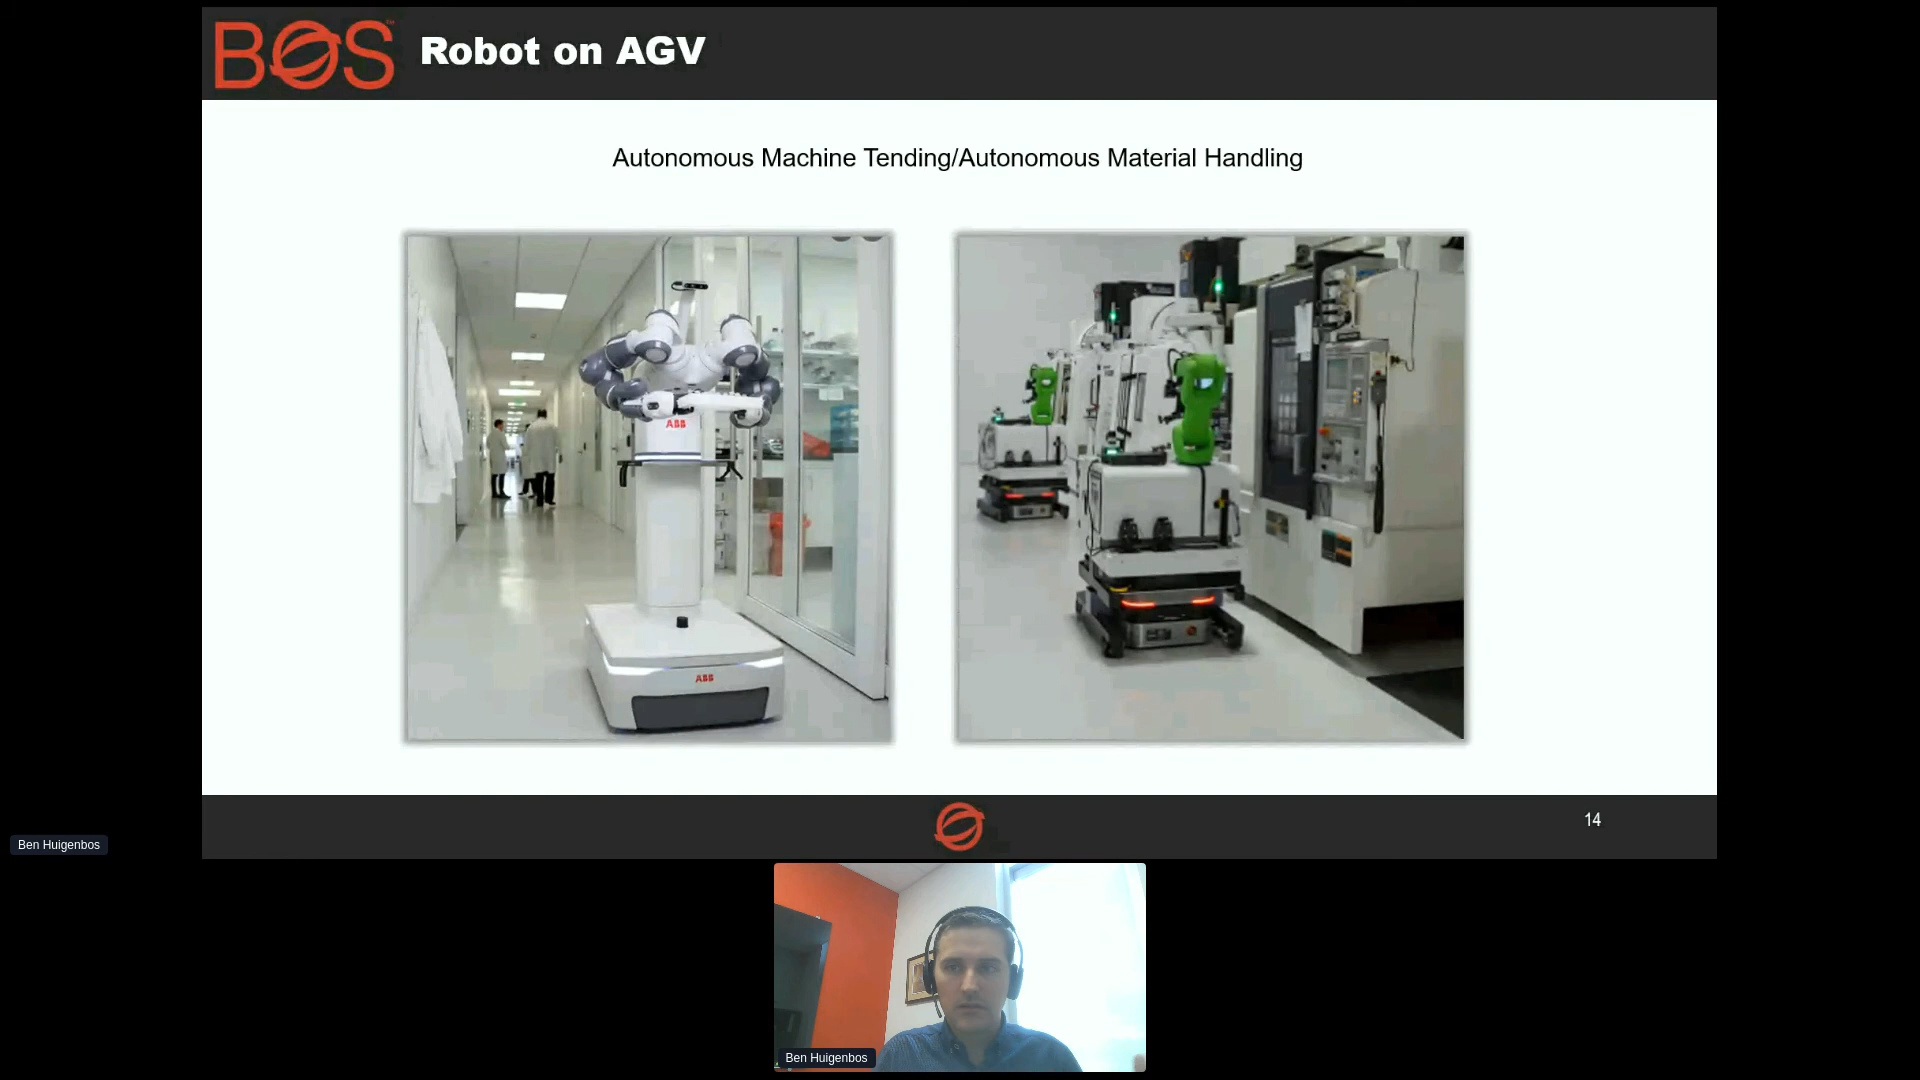 BOS
Robot on AGV
Autonomous Machine Tending/Autonomous Material Handling
ABB
ABB
14
Ben Huigenbos
Ben Huigenbos